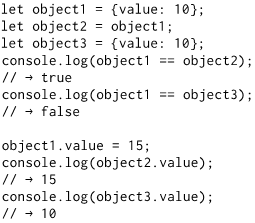 let object1 = {value: 10};
let object2 = object1;
let object3 = {value: 10};
console.log(object1 == object2);
// → true
console.log(object1 == object3);
// → false
object1.value = 15;
console.log(object2.value);
// → 15
console.log(object3.value);
// → 10